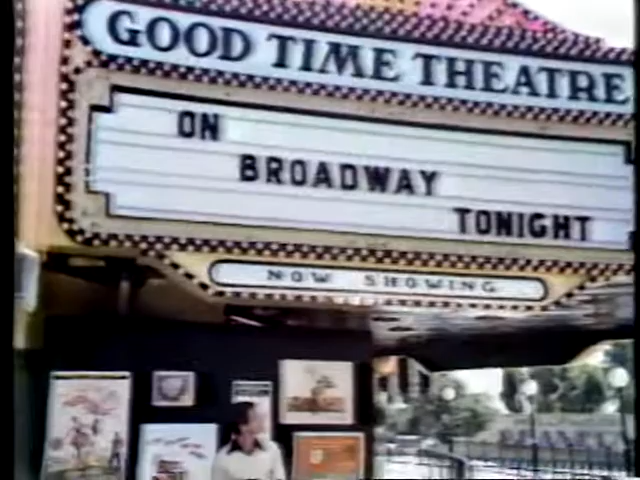 GOOD TIME THEATRE
ON
BROADWAY
TONIGHT
NOW SHOWING